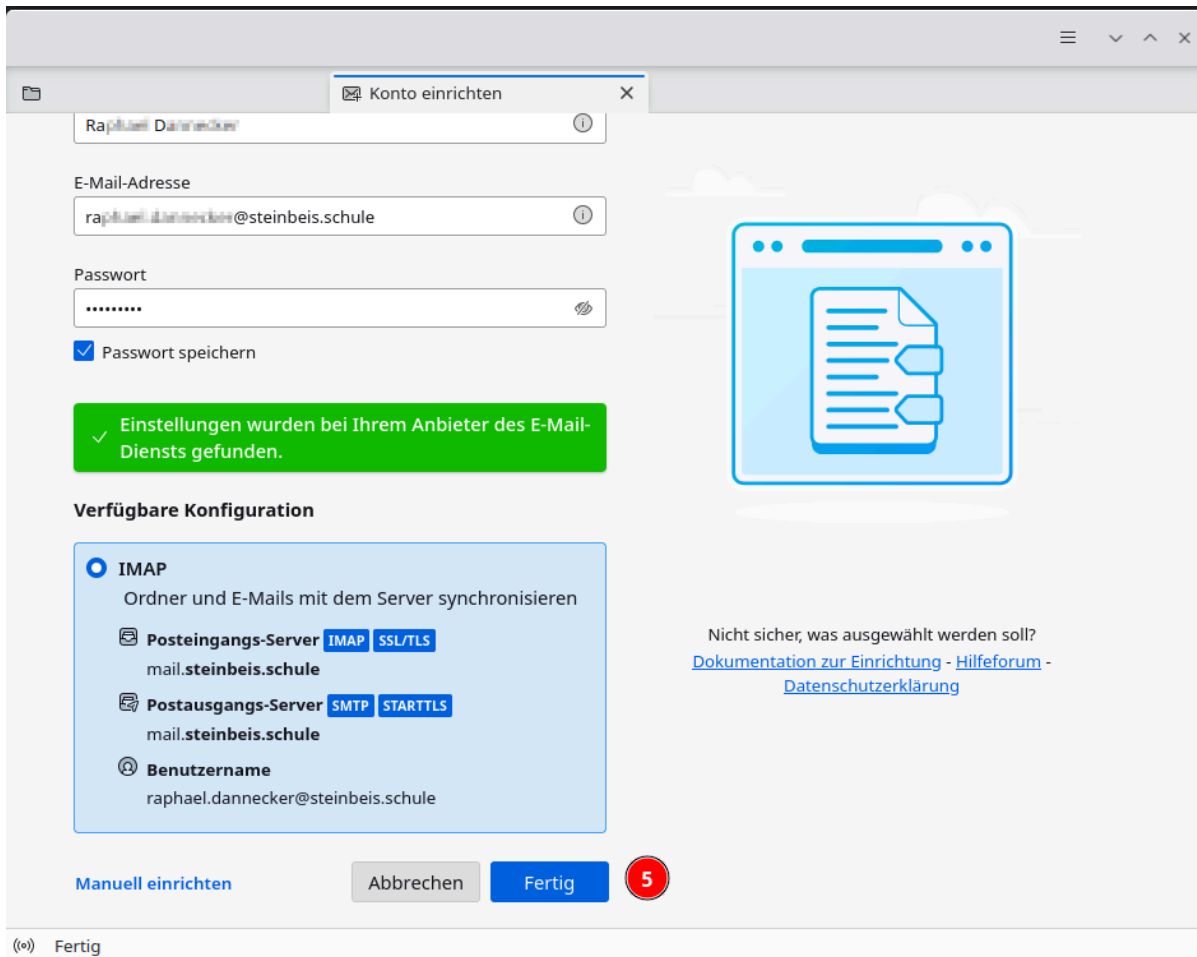 Konto einrichten
Ra D
E-Mail-Adresse
ra @steinbeis.schule
Passwort
•••••••••
Passwort speichern
Einstellungen wurden bei Ihrem Anbieter des E-Mail-
Diensts gefunden.
Verfügbare Konfiguration
IMAP
Ordner und E-Mails mit dem Server synchronisieren
Posteingangs-Server IMAP SSL/TLS
mail.steinbeis.schule
Postausgangs-Server SMTP STARTTLS
mail.steinbeis.schule
Benutzername
raphael.dannecker@steinbeis.schule
Nicht sicher, was ausgewählt werden soll?
Dokumentation zur Einrichtung - Hilfeforum -
Datenschutzerklärung
Manuell einrichten
Abbrechen
Fertig
5
Fertig